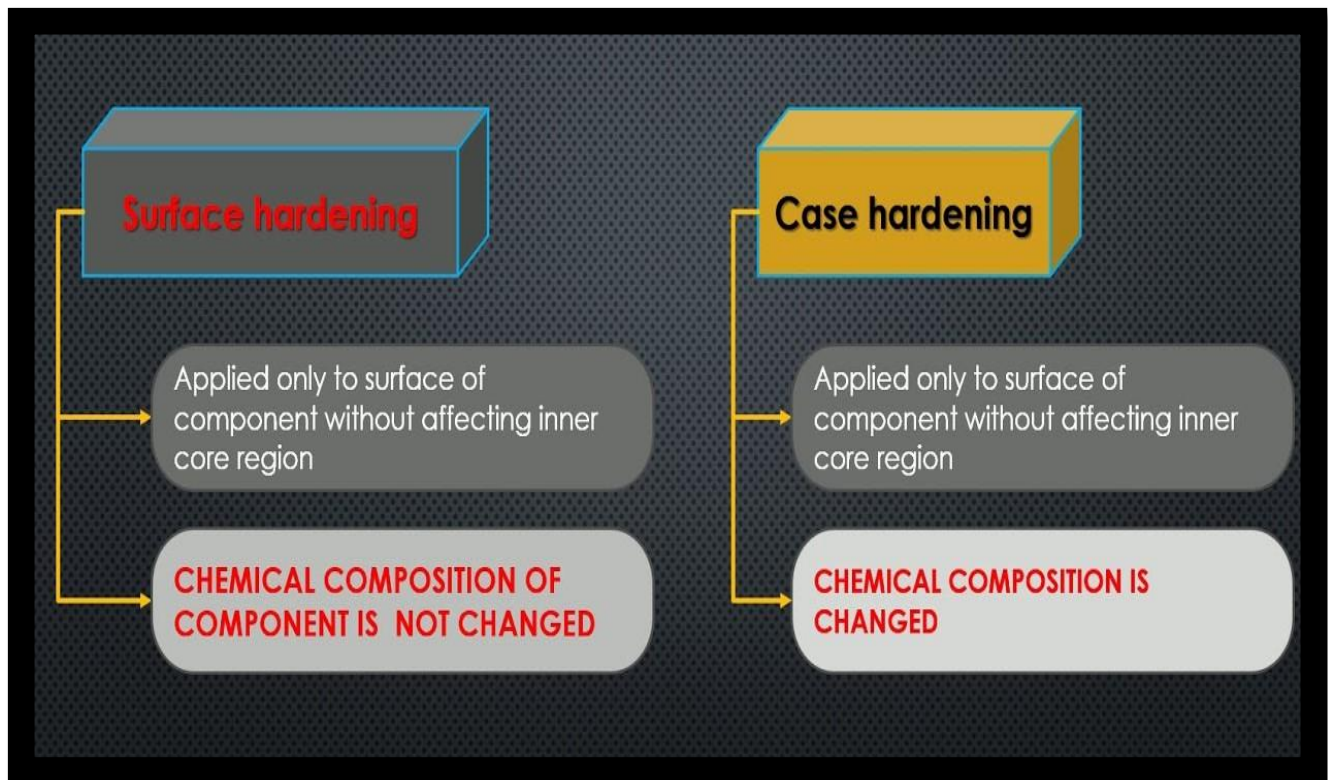 Surface hardening
Applied only to surface of
component without affecting inner
core region
CHEMICAL COMPOSITION OF
COMPONENT IS  NOT CHANGED
Case hardening
Applied only to surface of
component without affecting inner
core region
CHEMICAL COMPOSITION IS
CHANGED